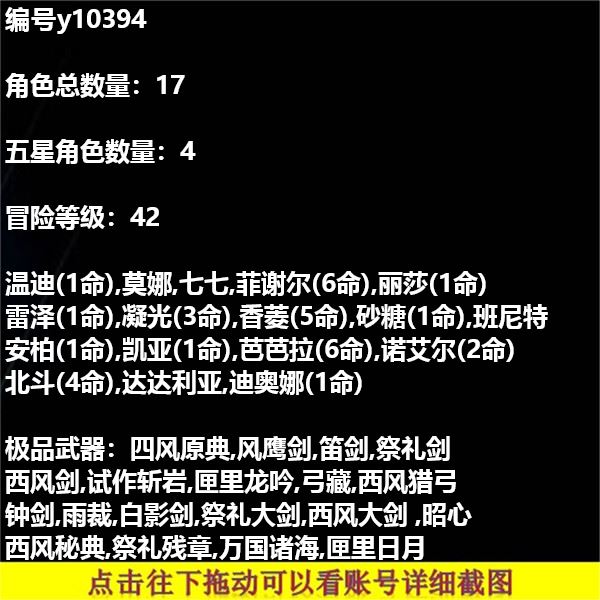 编号y10394
角色总数量：17
五星角色数量：4
冒险等级：42
温迪(1命),莫娜,七七,菲谢尔(6命),丽莎(1命)
雷泽(1命),凝光(3命),香菱(5命),砂糖(1命),班尼特
安柏(1命),凯亚(1命),芭芭拉(6命),诺艾尔(2命)
北斗(4命),达达利亚,迪奥娜(1命)
极品武器：四风原典,风鹰剑,笛剑,祭礼剑
西风剑,试作斩岩,匣里龙吟,弓藏,西风猎弓
钟剑,雨裁,白影剑,祭礼大剑,西风大剑 ,昭心
西风秘典,祭礼残章,万国诸海,匣里日月
点击往下拖动可以看账号详细截图